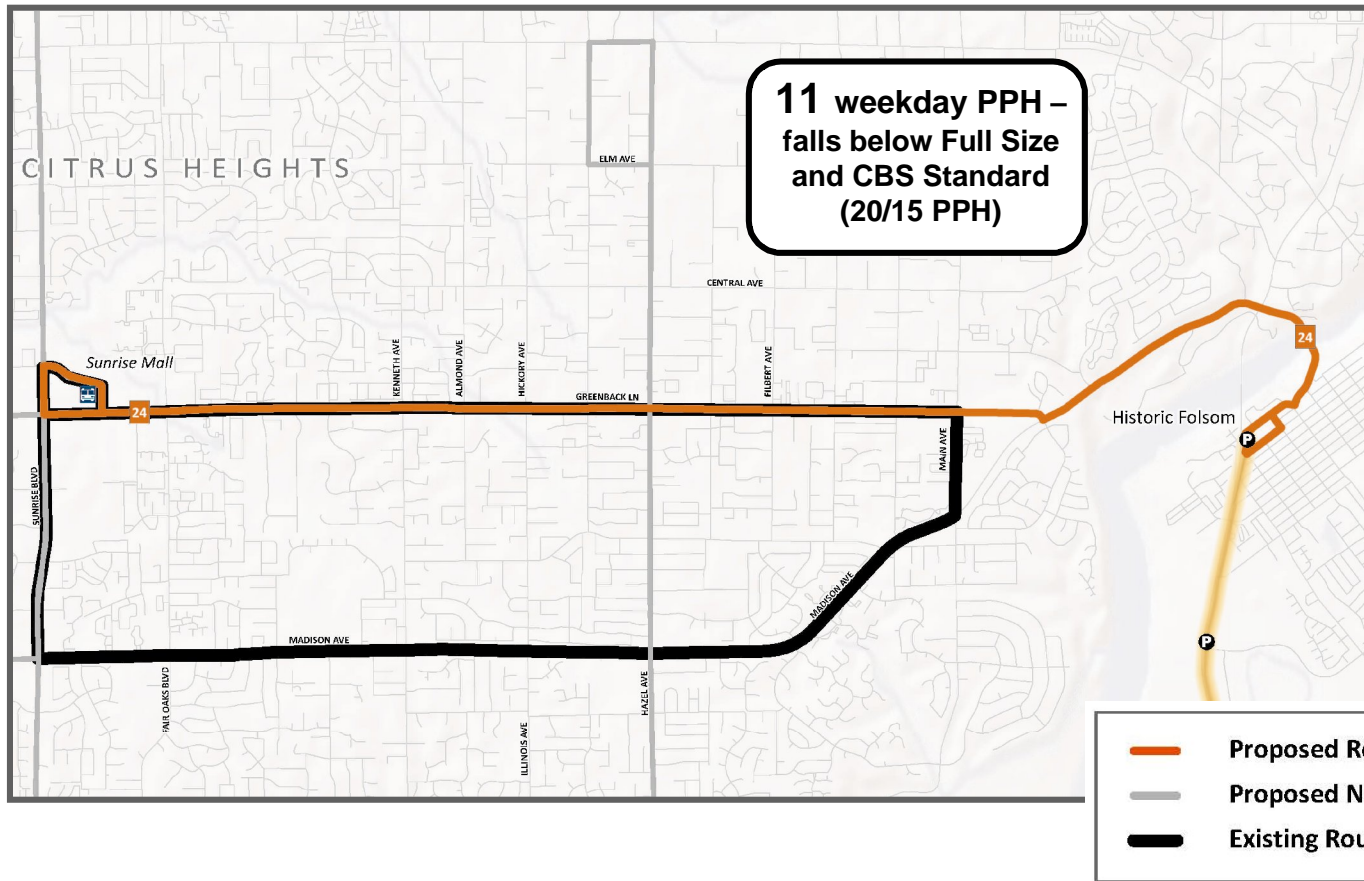 11 weekday PPH –
falls below Full Size
and CBS Standard
(20/15 PPH)
CITRUS HEIGHTS
ELM AVE
CENTRAL AVE
Sunrise Mall
KENNETH AVE
ALMOND AVE
HICKORY AVE
FILBERT AVE
24
24
GREENBACK LN
Historic Folsom
P
MAIN AVE
SUNRISE BLVD
MADISON AVE
MADISON AVE
P
FAIR OAKS BLVD
HAZEL AVE
ILLINOIS AVE
Proposed R
Proposed N
Existing Rou